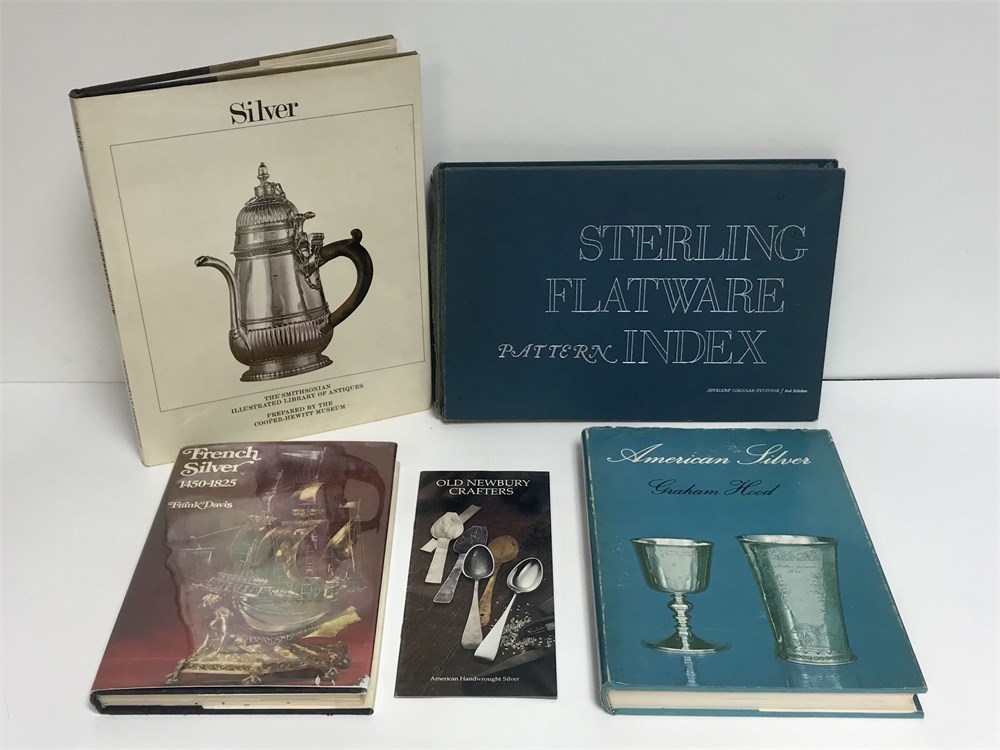 Silver
THE SMITHSONIAN
ILLUSTRATED LIBRARY OF ANTIQUES
PREPARED BY THE
COOPER-HEWITT MUSEUM
STERLING
FLATWARE
PATTERN INDEX
JEWELERS' CIRCULAR-KEYSTONE / 2nd Edition
French
Silver
1450-1825
Frank Davis
OLD NEWBURY
CRAFTERS
American Handwrought Silver
American Silver
Graham Hood